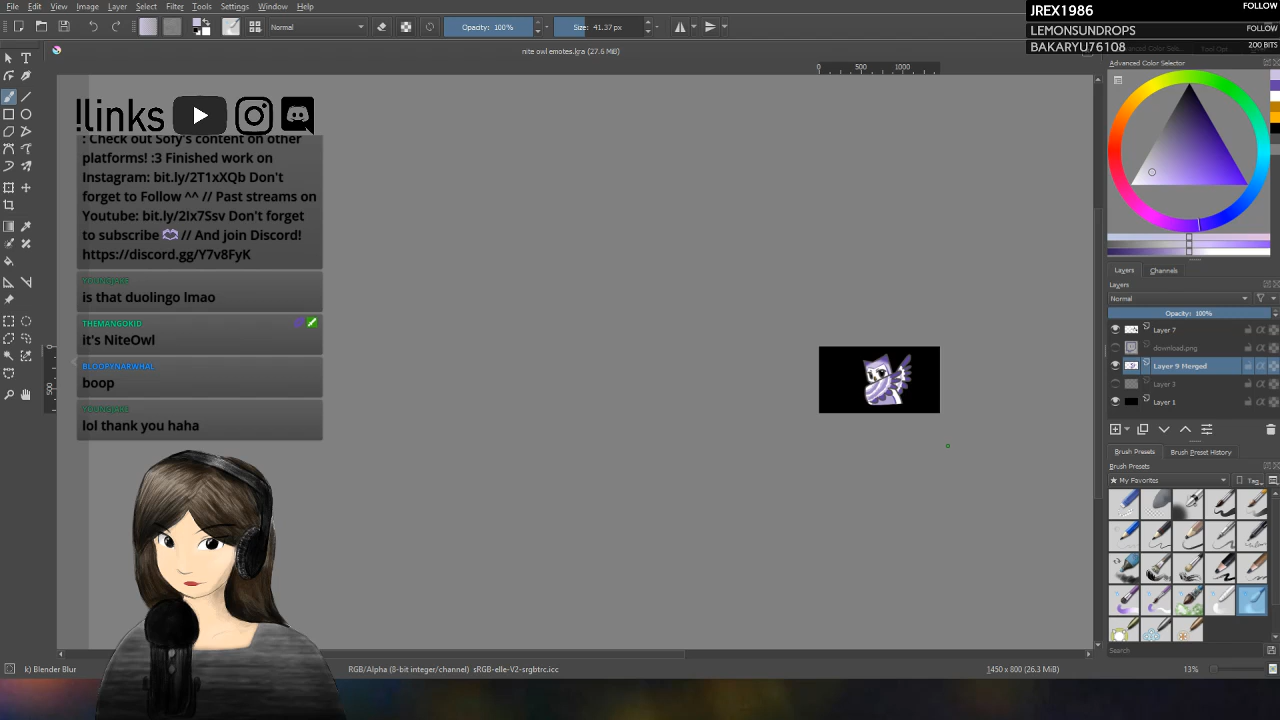 File Edit View Image Layer Select Filter Tools Settings Window Help
JREX1986 FOLLOW
LEMONSUNDROPS FOLLOW
BAKARYU76108 200 BITS
Normal
Opacity: 100%
Size: 41.37 px
nite owl emotes.kra (27.6 MiB)
Advanced Color Selector
0 500 1000
!links
: Check out Sofy's content on other
platforms! :3 Finished work on
Instagram: bit.ly/2T1xXQb Don't
forget to Follow ^^ // Past streams on
Youtube: bit.ly/2Ix7Ssv Don't forget
to subscribe // And join Discord!
https://discord.gg/Y7v8FyK
is that duolingo lmao
THEMANGOKID
it's NiteOwl
BLOOPYNARWHAL
boop
lol thank you haha
Layers Channels
Layers
Normal
Opacity: 100%
Layer 7
download.png
Layer 9 Merged
Layer 3
Layer 1
Brush Presets Brush Preset History
Brush Presets
★ My Favorites
Tag
Search
k) Blender Blur
RGB/Alpha (8-bit integer/channel) sRGB-elle-V2-srgbtrc.icc
1450 x 800 (26.3 MiB)
13%